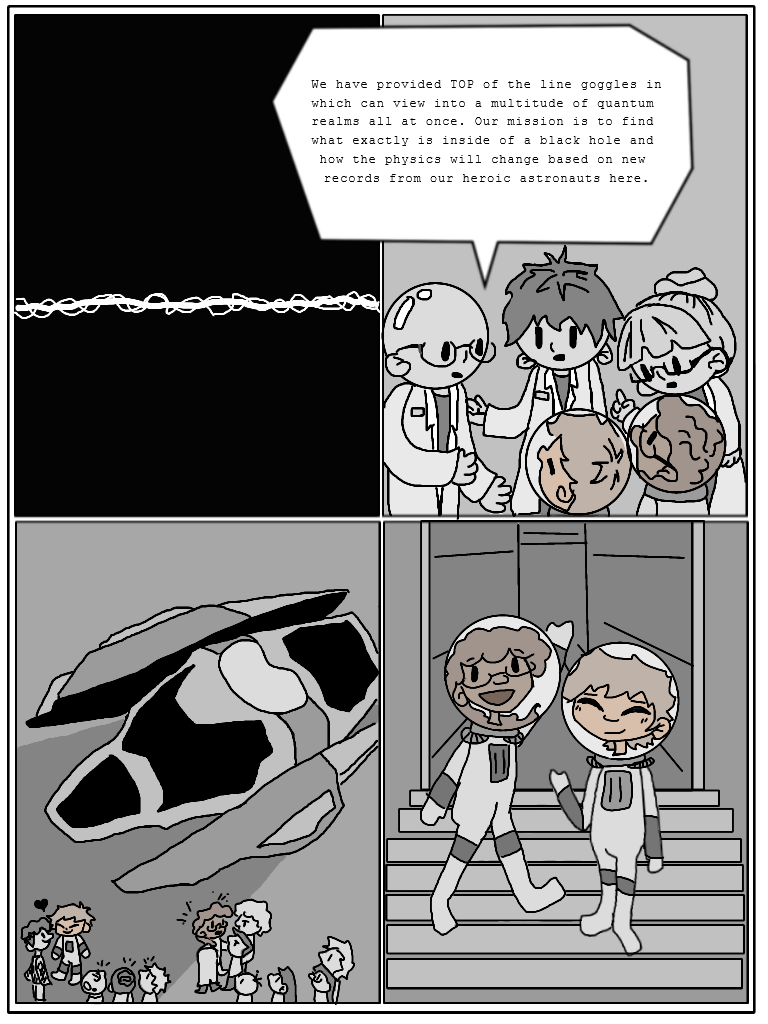 We have provided TOP of the line goggles in
which can view into a multitude of quantum
realms all at once. Our mission is to find
what exactly is inside of a black hole and
how the physics will change based on new
records from our heroic astronauts here.